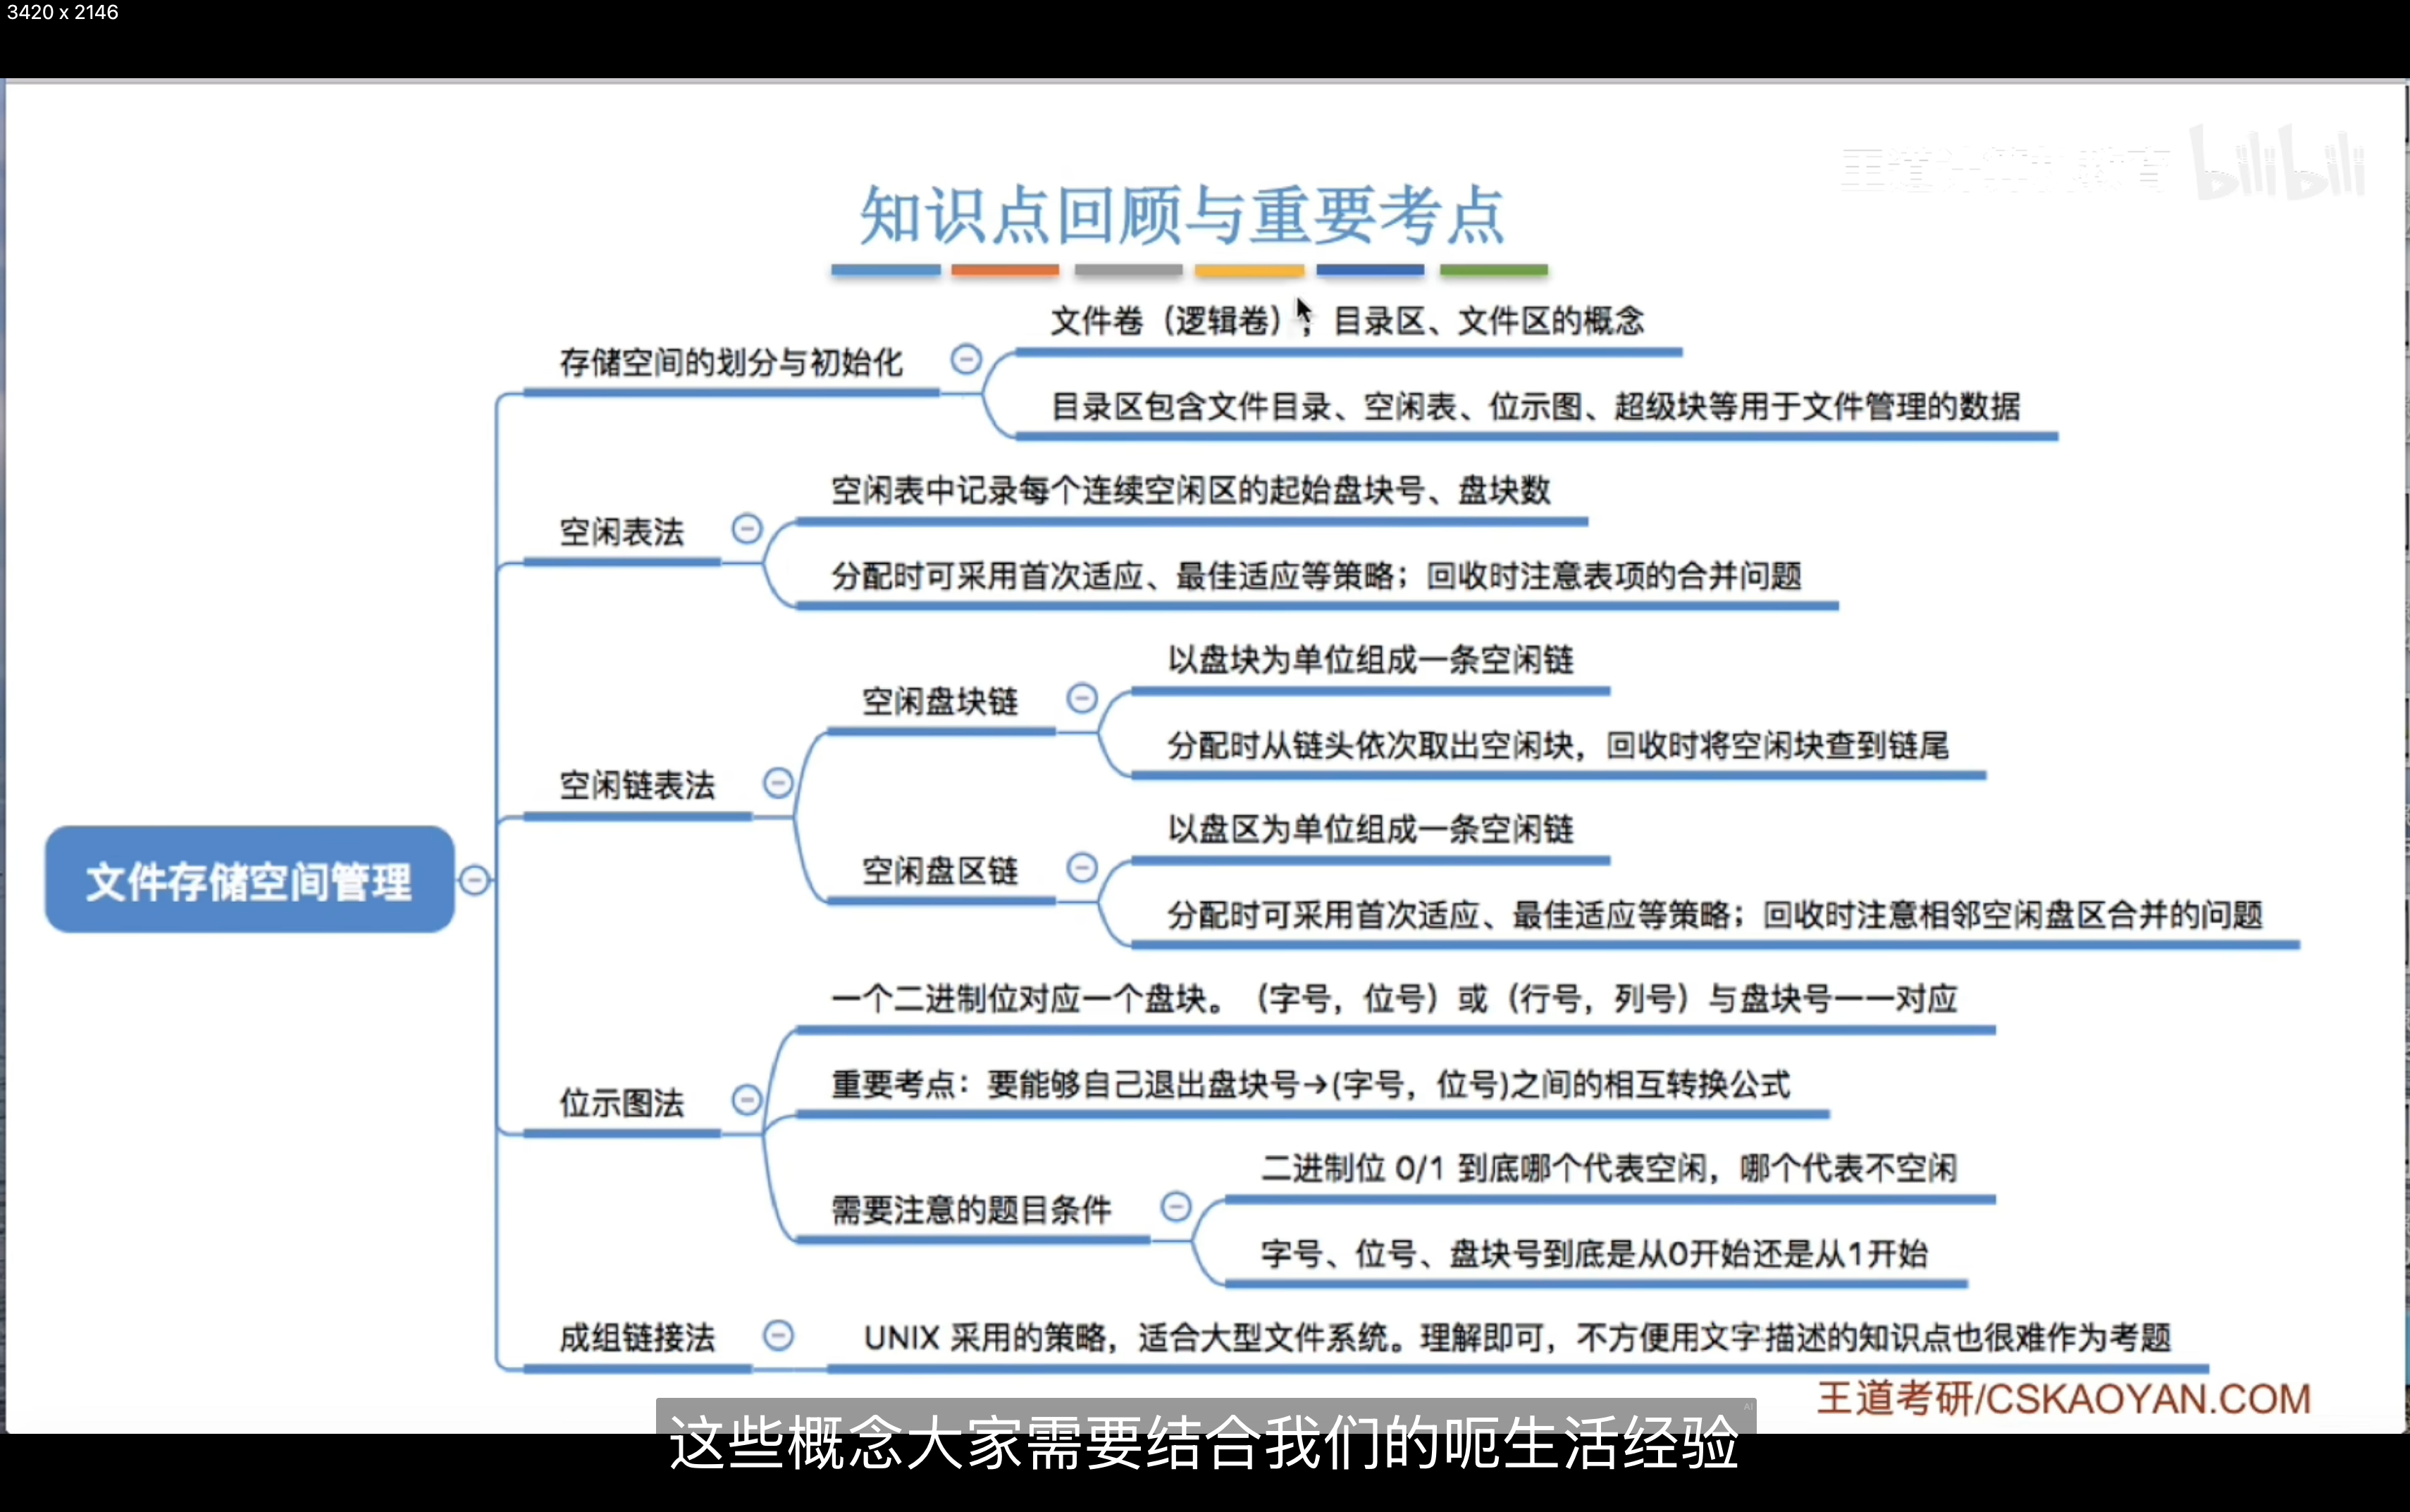 3420 x 2146
bilibili
知识点回顾与重要考点
文件卷（逻辑卷），目录区、文件区的概念
存储空间的划分与初始化
目录区包含文件目录、空闲表、位示图、超级块等用于文件管理的数据
空闲表中记录每个连续空闲区的起始盘块号、盘块数
空闲表法
分配时可采用首次适应、最佳适应等策略；回收时注意表项的合并问题
以盘块为单位组成一条空闲链
空闲盘块链
分配时从链头依次取出空闲块，回收时将空闲块查到链尾
空闲链表法
以盘区为单位组成一条空闲链
空闲盘区链
分配时可采用首次适应、最佳适应等策略；回收时注意相邻空闲盘区合并的问题
文件存储空间管理
一个二进制位对应一个盘块。（字号，位号）或（行号，列号）与盘块号一一对应
重要考点：要能够自己退出盘块号→(字号，位号)之间的相互转换公式
位示图法
二进制位 0/1 到底哪个代表空闲，哪个代表不空闲
需要注意的题目条件
字号、位号、盘块号到底是从0开始还是从1开始
成组链接法
UNIX 采用的策略，适合大型文件系统。理解即可，不方便用文字描述的知识点也很难作为考题
王道考研/CSKAOYAN.COM
AI
这些概念大家需要结合我们的呃生活经验